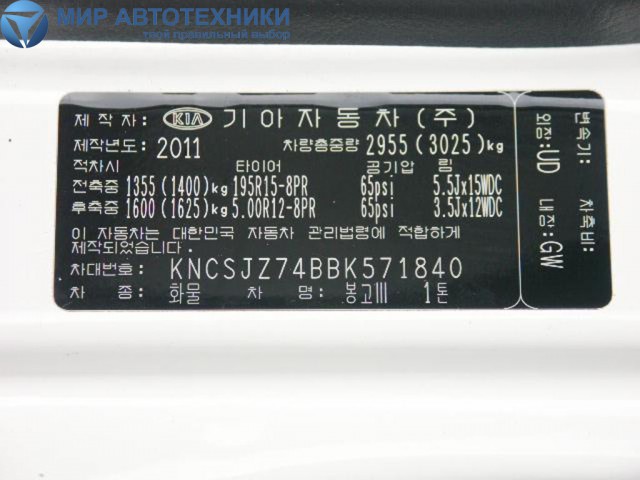 МИР АВТОТЕХНИКИ
твой правильный выбор
제 작 자: KIA 기아자동차(주)
제작년도: 2011 차량총중량 2955 (3025)kg
적차시 타이어 공기압 림
전축중 1355 (1400)kg 195R15-8PR 65psi 5.5Jx15WDC
후축중 1600 (1625)kg 5.00R12-8PR 65psi 3.5Jx12WDC
이 자동차는 대한민국 자동차 관리법령에 적합하게
제작되었습니다.
차대번호: KNCSJZ74BBK571840
차 종: 화물 차 명: 봉고III 1톤
변속기: 차축비:
외장: UD 내장: GW